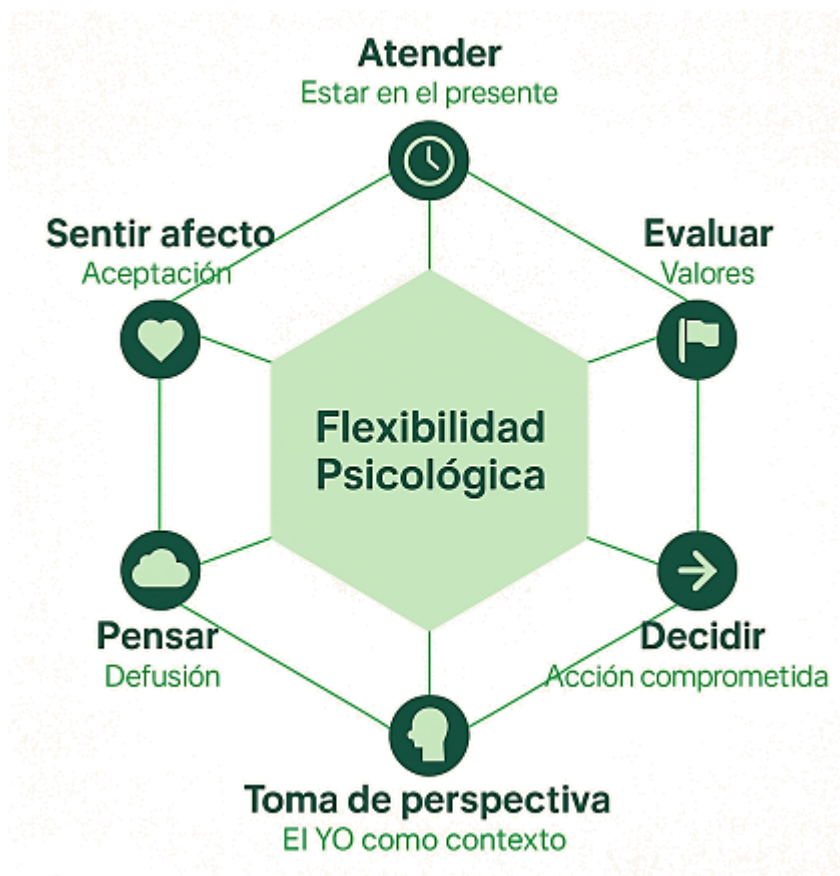 Atender
Estar en el presente
Sentir afecto
Aceptación
Evaluar
Valores
Flexibilidad
Psicológica
Pensar
Defusión
Decidir
Acción comprometida
Toma de perspectiva
El YO como contexto